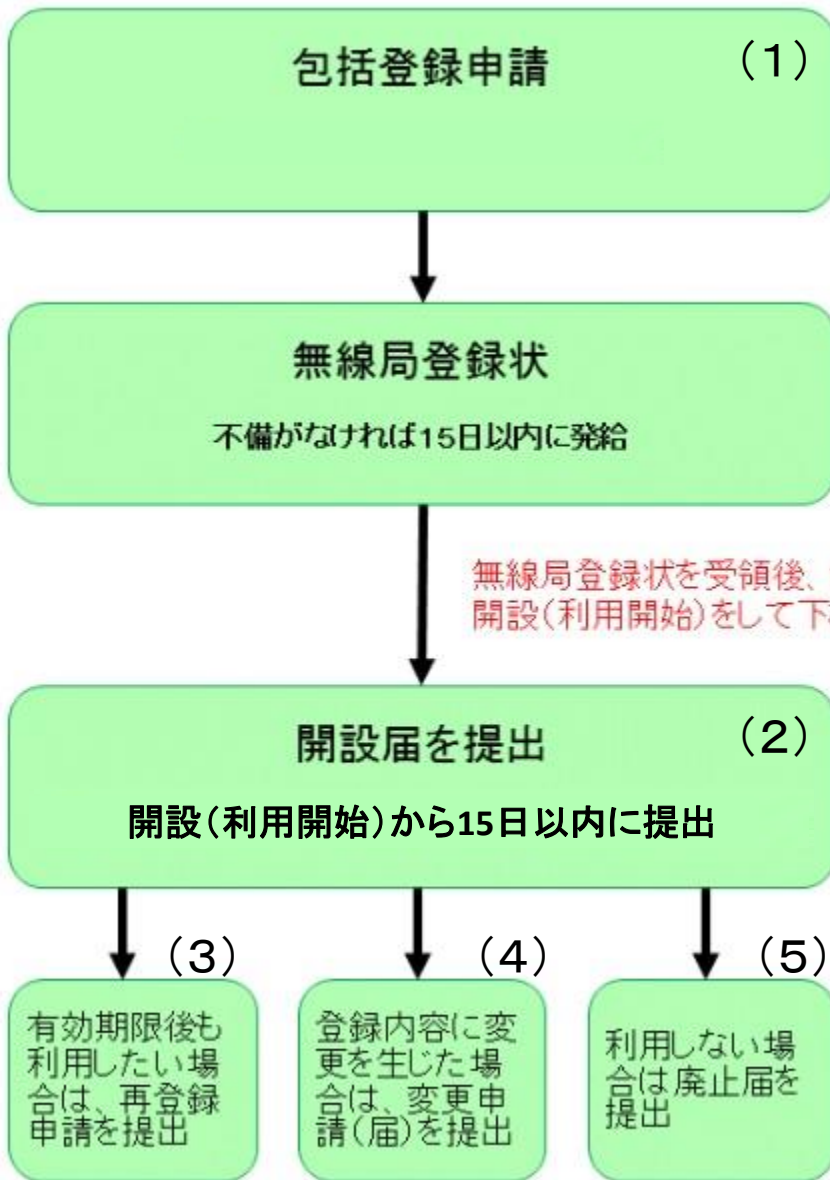 包括登録申請
（1）
無線局登録状
不備がなければ15日以内に発給
無線局登録状を受領後、
開設(利用開始)をして下
開設届を提出
（2）
開設（利用開始）から15日以内に提出
（3）
（4）
（5）
有効期限後も
利用したい場
合は、再登録
申請を提出
登録内容に変
更を生じた場
合は、変更申
請(届)を提出
利用しない場
合は廃止届を
提出